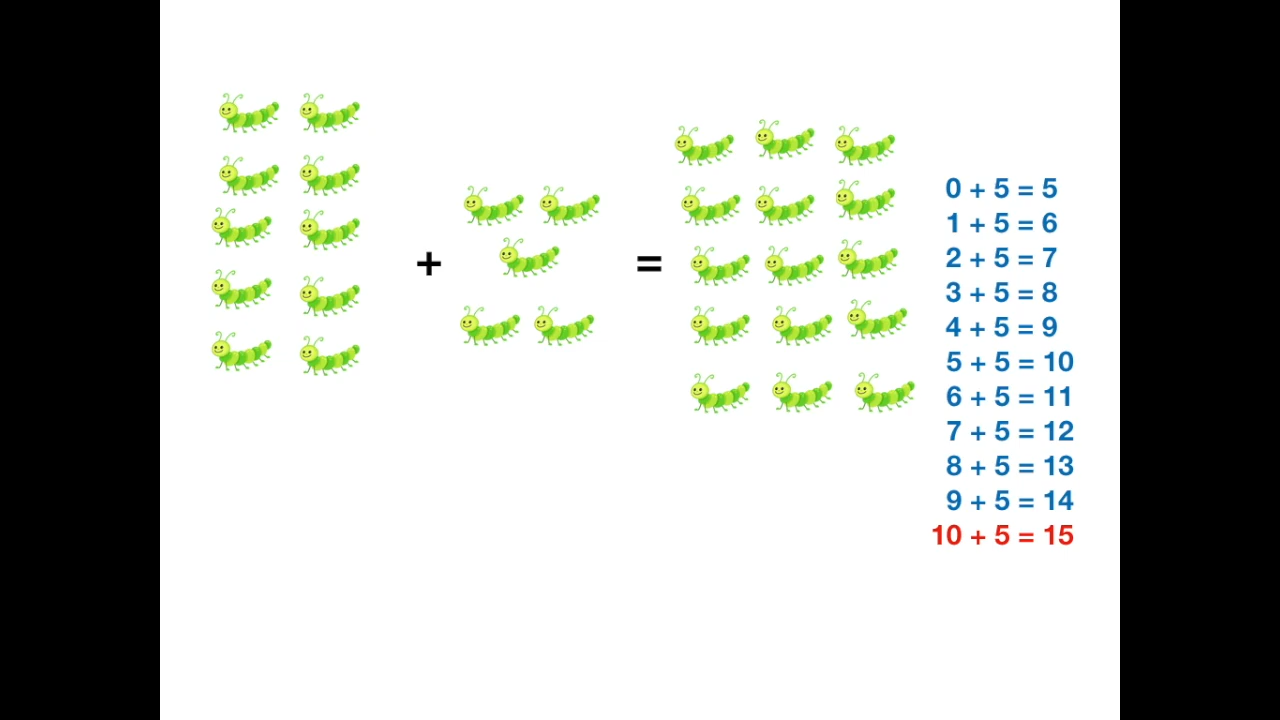 + =
0 + 5 = 5
1 + 5 = 6
2 + 5 = 7
3 + 5 = 8
4 + 5 = 9
5 + 5 = 10
6 + 5 = 11
7 + 5 = 12
8 + 5 = 13
9 + 5 = 14
10 + 5 = 15